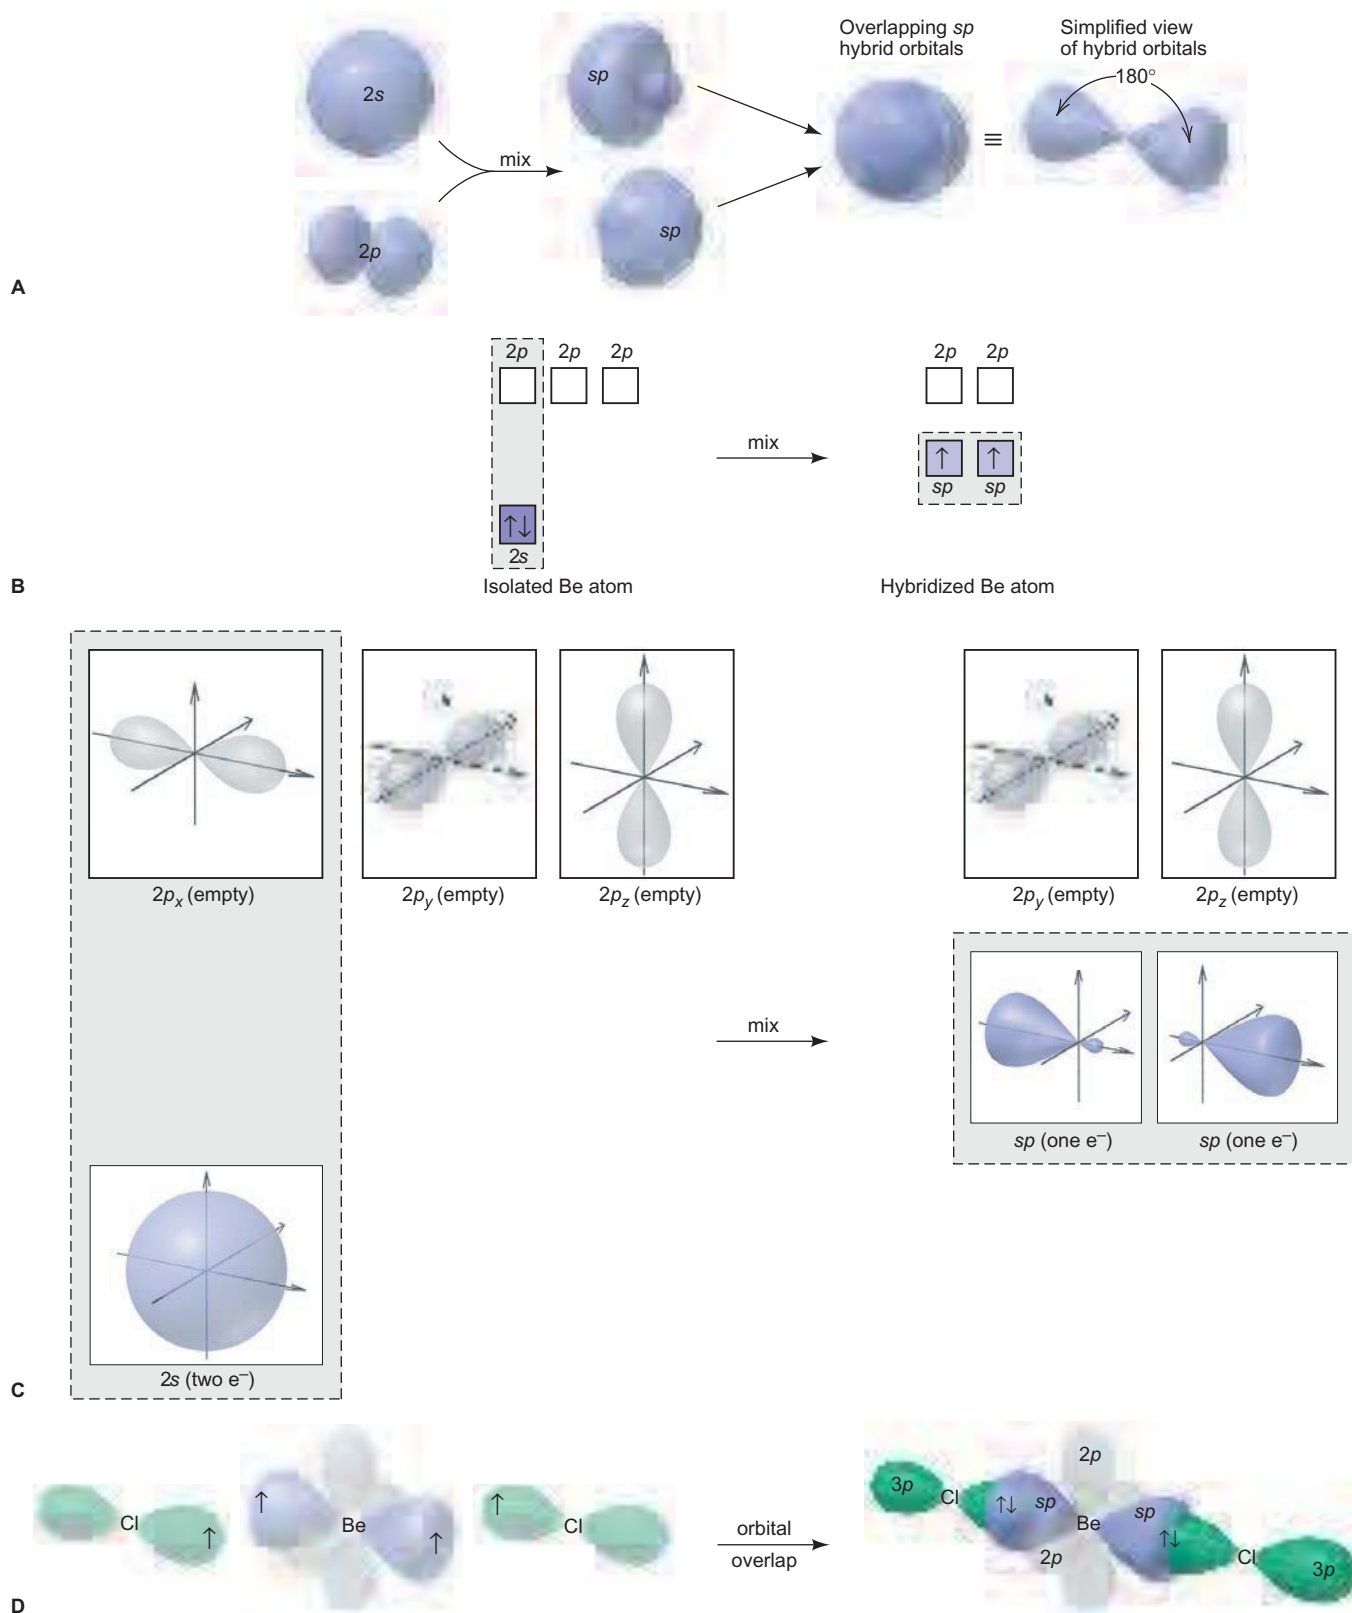 Overlapping sp
hybrid orbitals
Simplified view
of hybrid orbitals
2s
sp
180°
mix
≡
2p
sp
A
2p 2p 2p
2p 2p
mix
↑ ↑
sp sp
↑↓
2s
B
Isolated Be atom
Hybridized Be atom
2px (empty)
2py (empty)
2pz (empty)
2py (empty)
2pz (empty)
mix
sp (one e–)
sp (one e–)
2s (two e–)
C
Cl ↑
↑ Be ↑
↑ Cl
orbital
overlap
3p Cl ↑↓ sp 2p
Be
2p sp ↑↓ Cl 3p
D